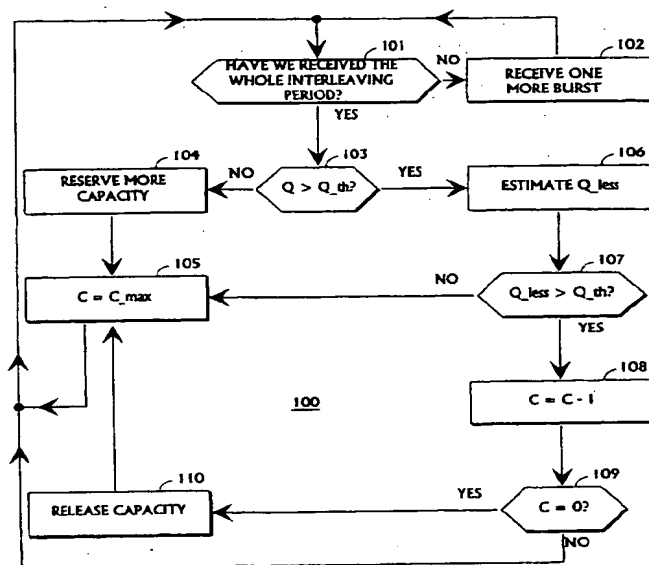 101
HAVE WE RECEIVED THE
WHOLE INTERLEAVING
PERIOD?
NO
102
RECEIVE ONE
MORE BURST
YES
103
Q > Q_th?
NO
YES
104
RESERVE MORE
CAPACITY
106
ESTIMATE Q_less
105
C = C_max
NO
107
Q_less > Q_th?
YES
108
C = C - 1
100
110
RELEASE CAPACITY
YES
109
C = 0?
NO